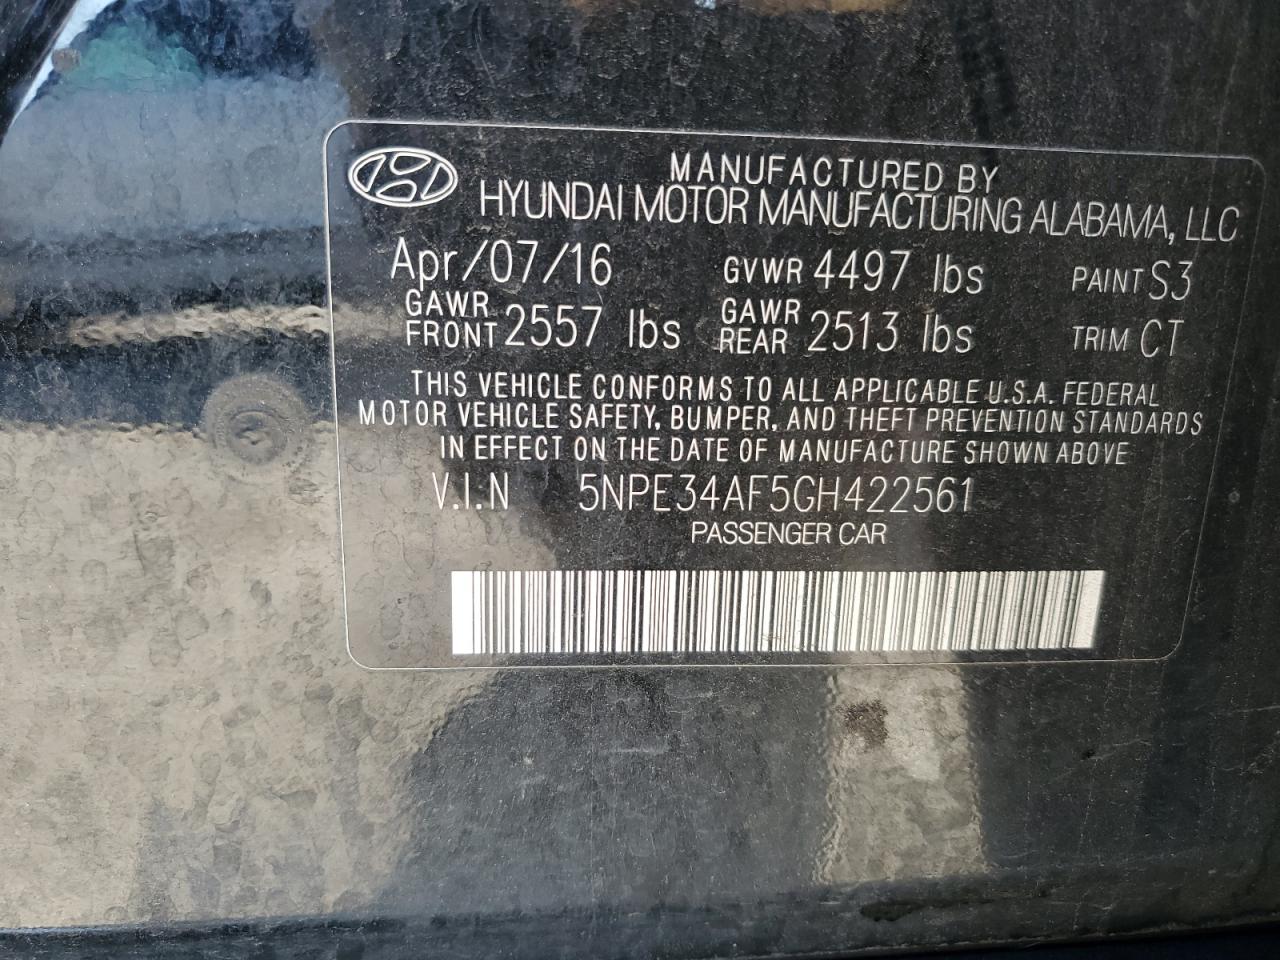 MANUFACTURED BY
HYUNDAI MOTOR MANUFACTURING ALABAMA, LLC
Apr/07/16 GVWR 4497 lbs PAINT S3
GAWR FRONT 2557 lbs GAWR REAR 2513 lbs TRIM CT
THIS VEHICLE CONFORMS TO ALL APPLICABLE U.S.A. FEDERAL
MOTOR VEHICLE SAFETY, BUMPER, AND THEFT PREVENTION STANDARDS
IN EFFECT ON THE DATE OF MANUFACTURE SHOWN ABOVE
V.I.N 5NPE34AF5GH422561
PASSENGER CAR